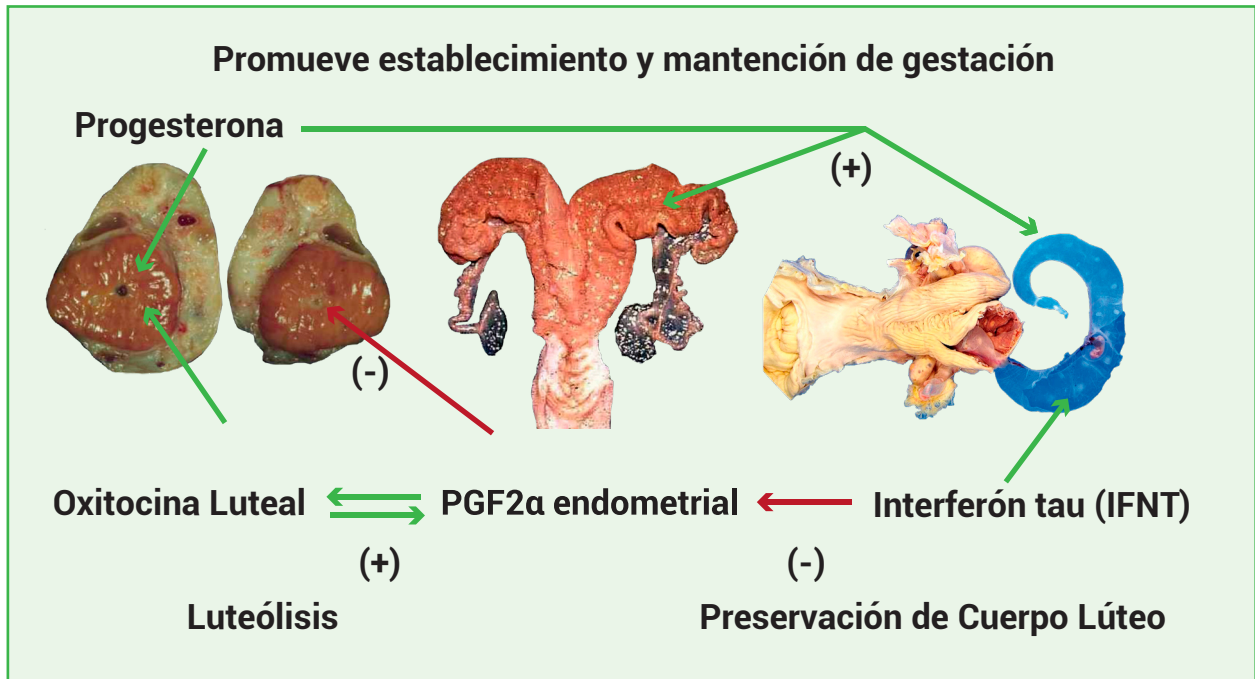 Promueve establecimiento y mantención de gestación
Progesterona
(+)
(-)
Oxitocina Luteal
PGF2α endometrial
Interferón tau (IFNT)
(+)
(-)
Luteólisis
Preservación de Cuerpo Lúteo